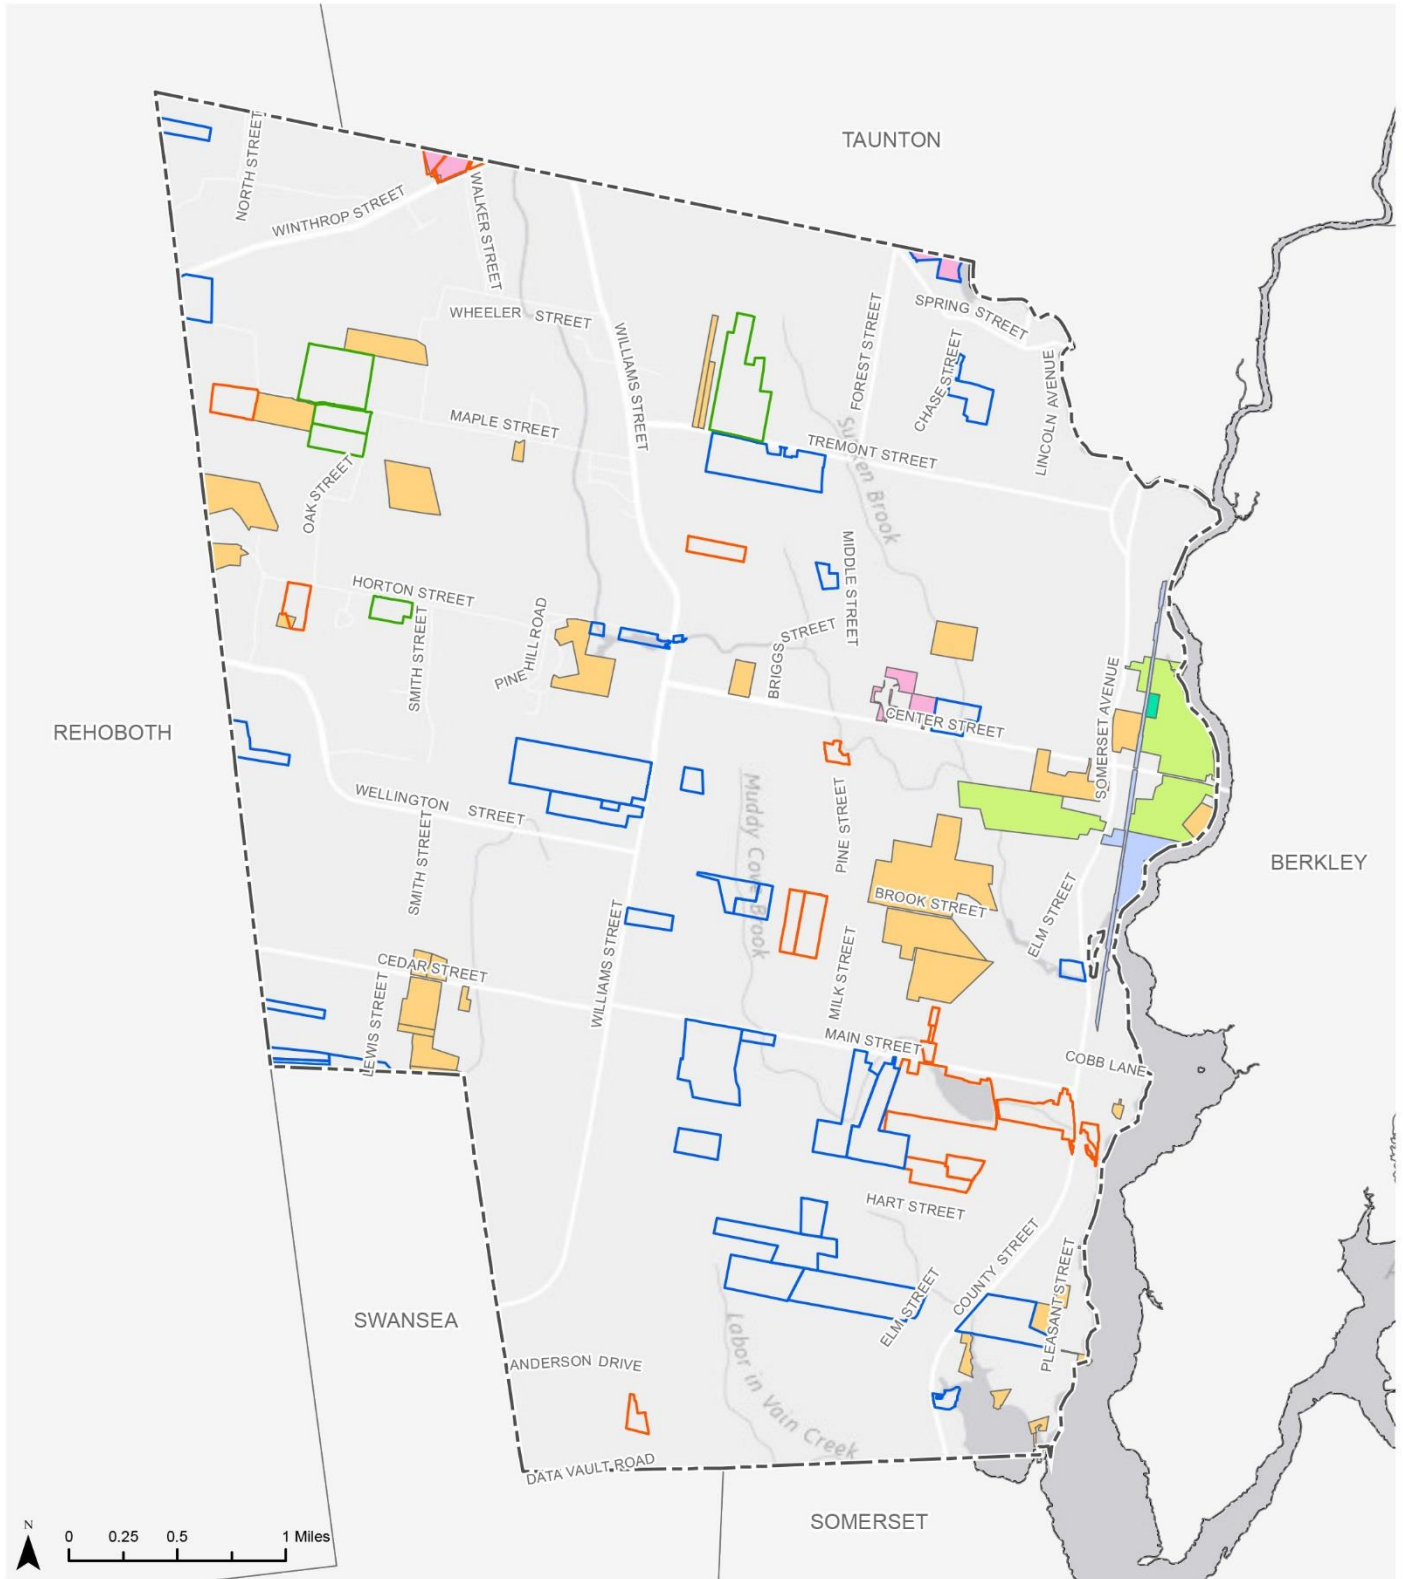 TAUNTON
NORTH STREET
WINTHROP STREET
WALKER STREET
WHEELER STREET
WILLIAMS STREET
FOREST STREET
SPRING STREET
CHASE STREET
LINCOLN AVENUE
MAPLE STREET
TREMONT STREET
OAK STREET
Sunken Brook
MIDDLE STREET
HORTON STREET
SMITH STREET
PINE HILL ROAD
BRIGGS STREET
SOMERSET AVENUE
REHOBOTH
CENTER STREET
WELLINGTON STREET
SMITH STREET
Muddy Cove Brook
PINE STREET
BERKLEY
BROOK STREET
ELM STREET
WILLIAMS STREET
MILK STREET
CEDAR STREET
LEWIS STREET
MAIN STREET
COBB LANE
HART STREET
COUNTY STREET
PLEASANT STREET
ELM STREET
SWANSEA
ANDERSON DRIVE
Labor in Vain Creek
DATA VAULT ROAD
SOMERSET
N
0 0.25 0.5 1 Miles